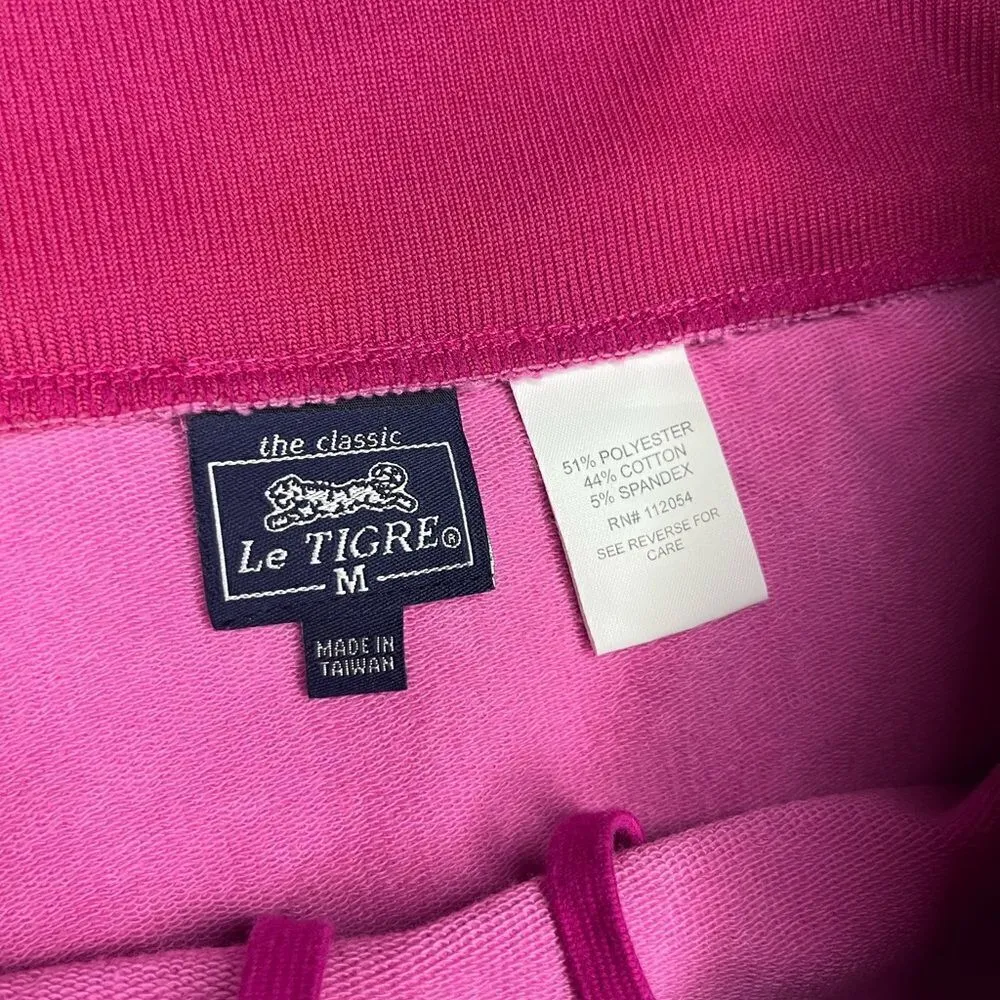 the classic
Le TIGRE®
M
MADE IN
TAIWAN
51% POLYESTER
44% COTTON
5% SPANDEX
RN# 112054
SEE REVERSE FOR
CARE